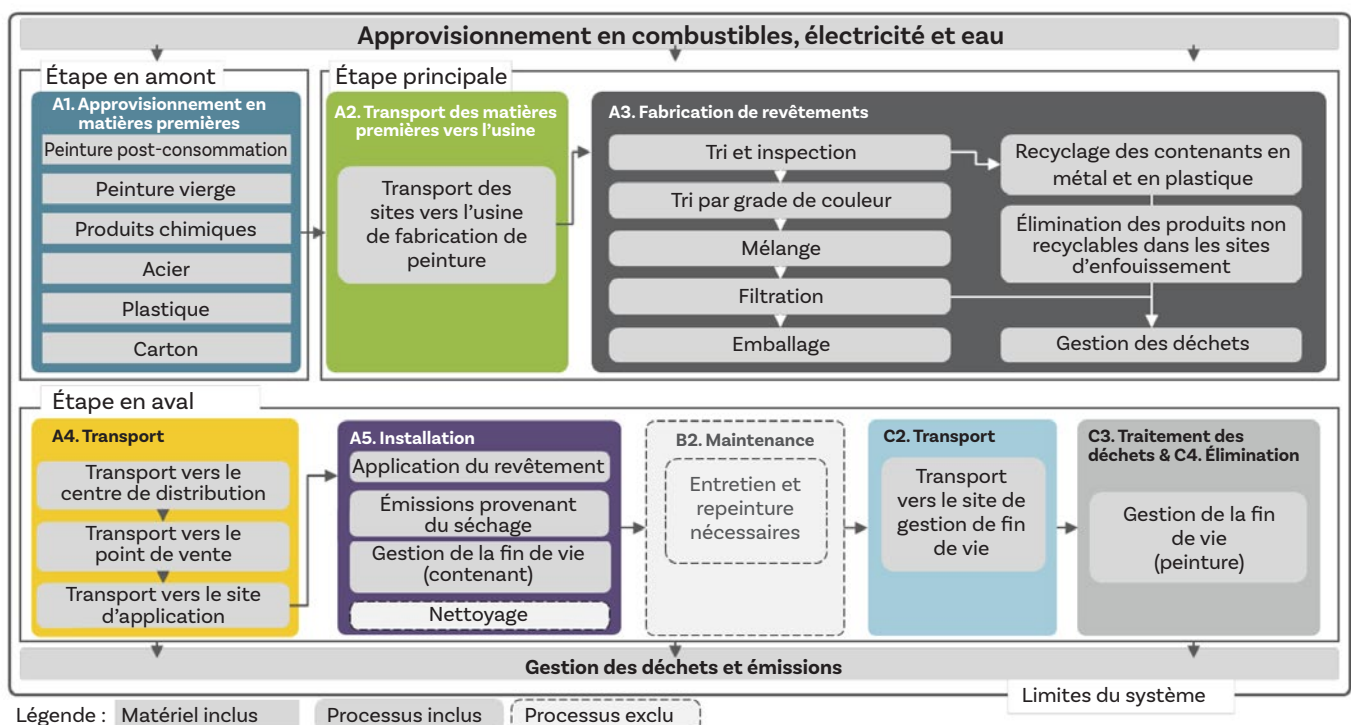 Approvisionnement en combustibles, électricité et eau
Étape en amont
A1. Approvisionnement en
matières premières
Peinture post-consommation
Peinture vierge
Produits chimiques
Acier
Plastique
Carton
Étape principale
A2. Transport des matières
premières vers l'usine
Transport des
sites vers l'usine
de fabrication de
peinture
A3. Fabrication de revêtements
Tri et inspection
Tri par grade de couleur
Mélange
Filtration
Emballage
Recyclage des contenants en
métal et en plastique
Élimination des produits non
recyclables dans les sites
d'enfouissement
Gestion des déchets
Étape en aval
A4. Transport
Transport vers le
centre de distribution
Transport vers le
point de vente
Transport vers le site
d'application
A5. Installation
Application du revêtement
Émissions provenant
du séchage
Gestion de la fin de vie
(contenant)
Nettoyage
B2. Maintenance
Entretien et
repeinture
nécessaires
C2. Transport
Transport
vers le site de
gestion de fin
de vie
C3. Traitement des
déchets & C4. Élimination
Gestion de la fin
de vie
(peinture)
Gestion des déchets et émissions
Limites du système
Légende : Matériel inclus Processus inclus Processus exclu